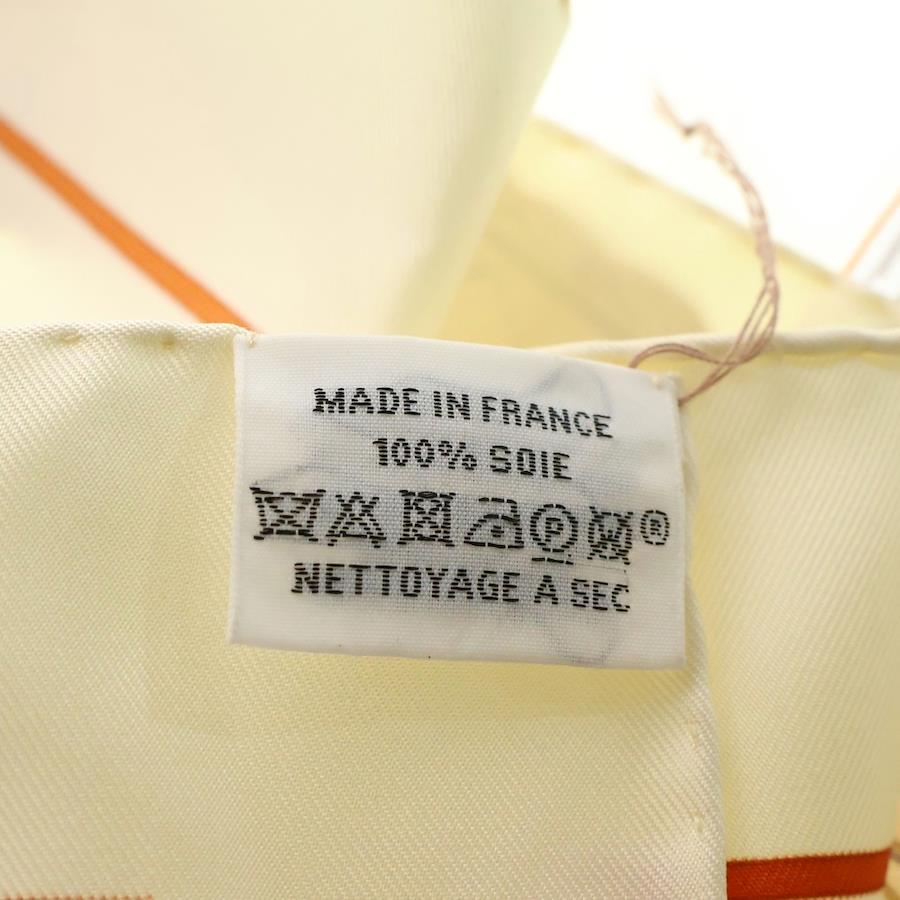 MADE IN FRANCE
100% SOIE
P ®
NETTOYAGE A SEC